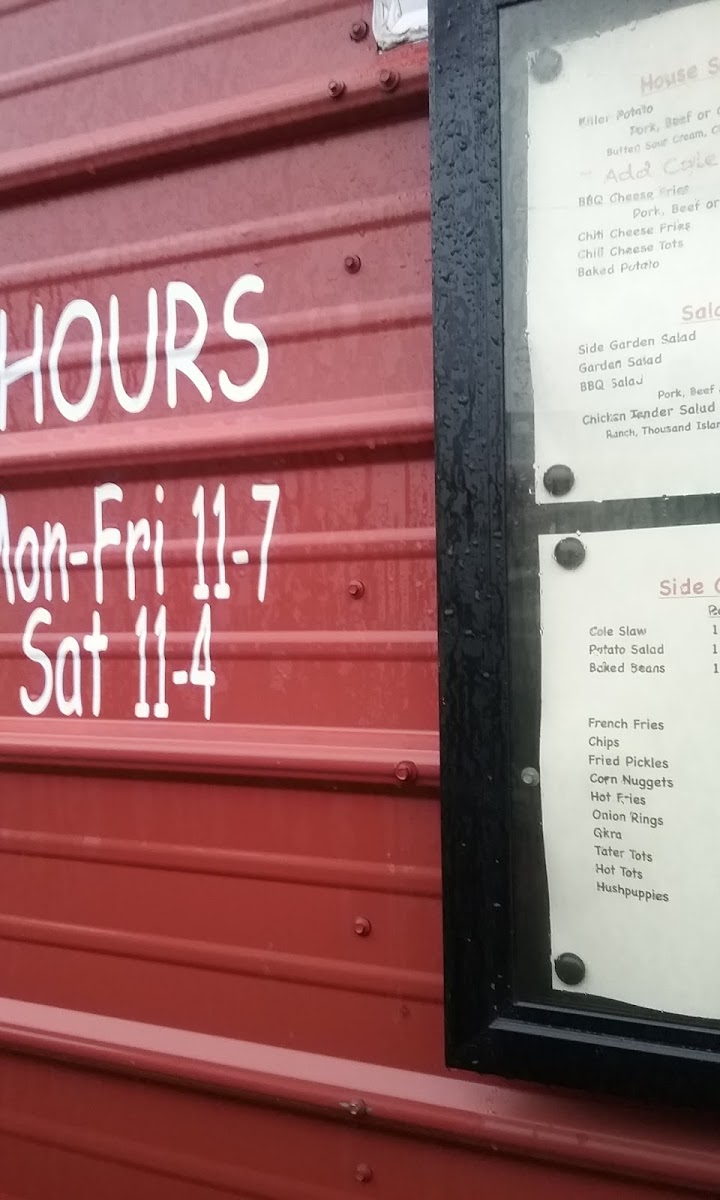 HOURS
Mon-Fri 11-7
Sat 11-4
House S
Killer Potato
Pork, Beef or
Butter, Sour Cream,
Add
BBQ Cheese Fries
Pork, Beef or
Chili Cheese Fries
Chili Cheese Tots
Baked Potato
Sala
Side Garden Salad
Garden Salad
BBQ Salad
Pork, Beef
Chicken Tender Salad
Ranch, Thousand Islan
Side
Cole Slaw 1
Potato Salad 1
Baked Beans 1
French Fries
Chips
Fried Pickles
Corn Nuggets
Hot Fries
Onion Rings
Okra
Tater Tots
Hot Tots
Hushpuppies